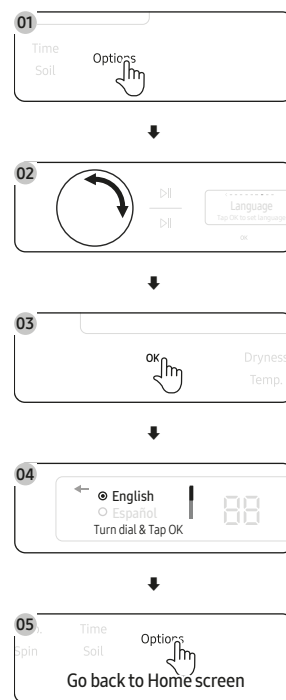 01
Time
Options
Soil
02
Language
Tap OK to set language
OK
03
OK
Dryness
Temp.
04
English
Español
Turn dial & Tap OK
88
05
Time
Options
Spin
Soil
Go back to Home screen